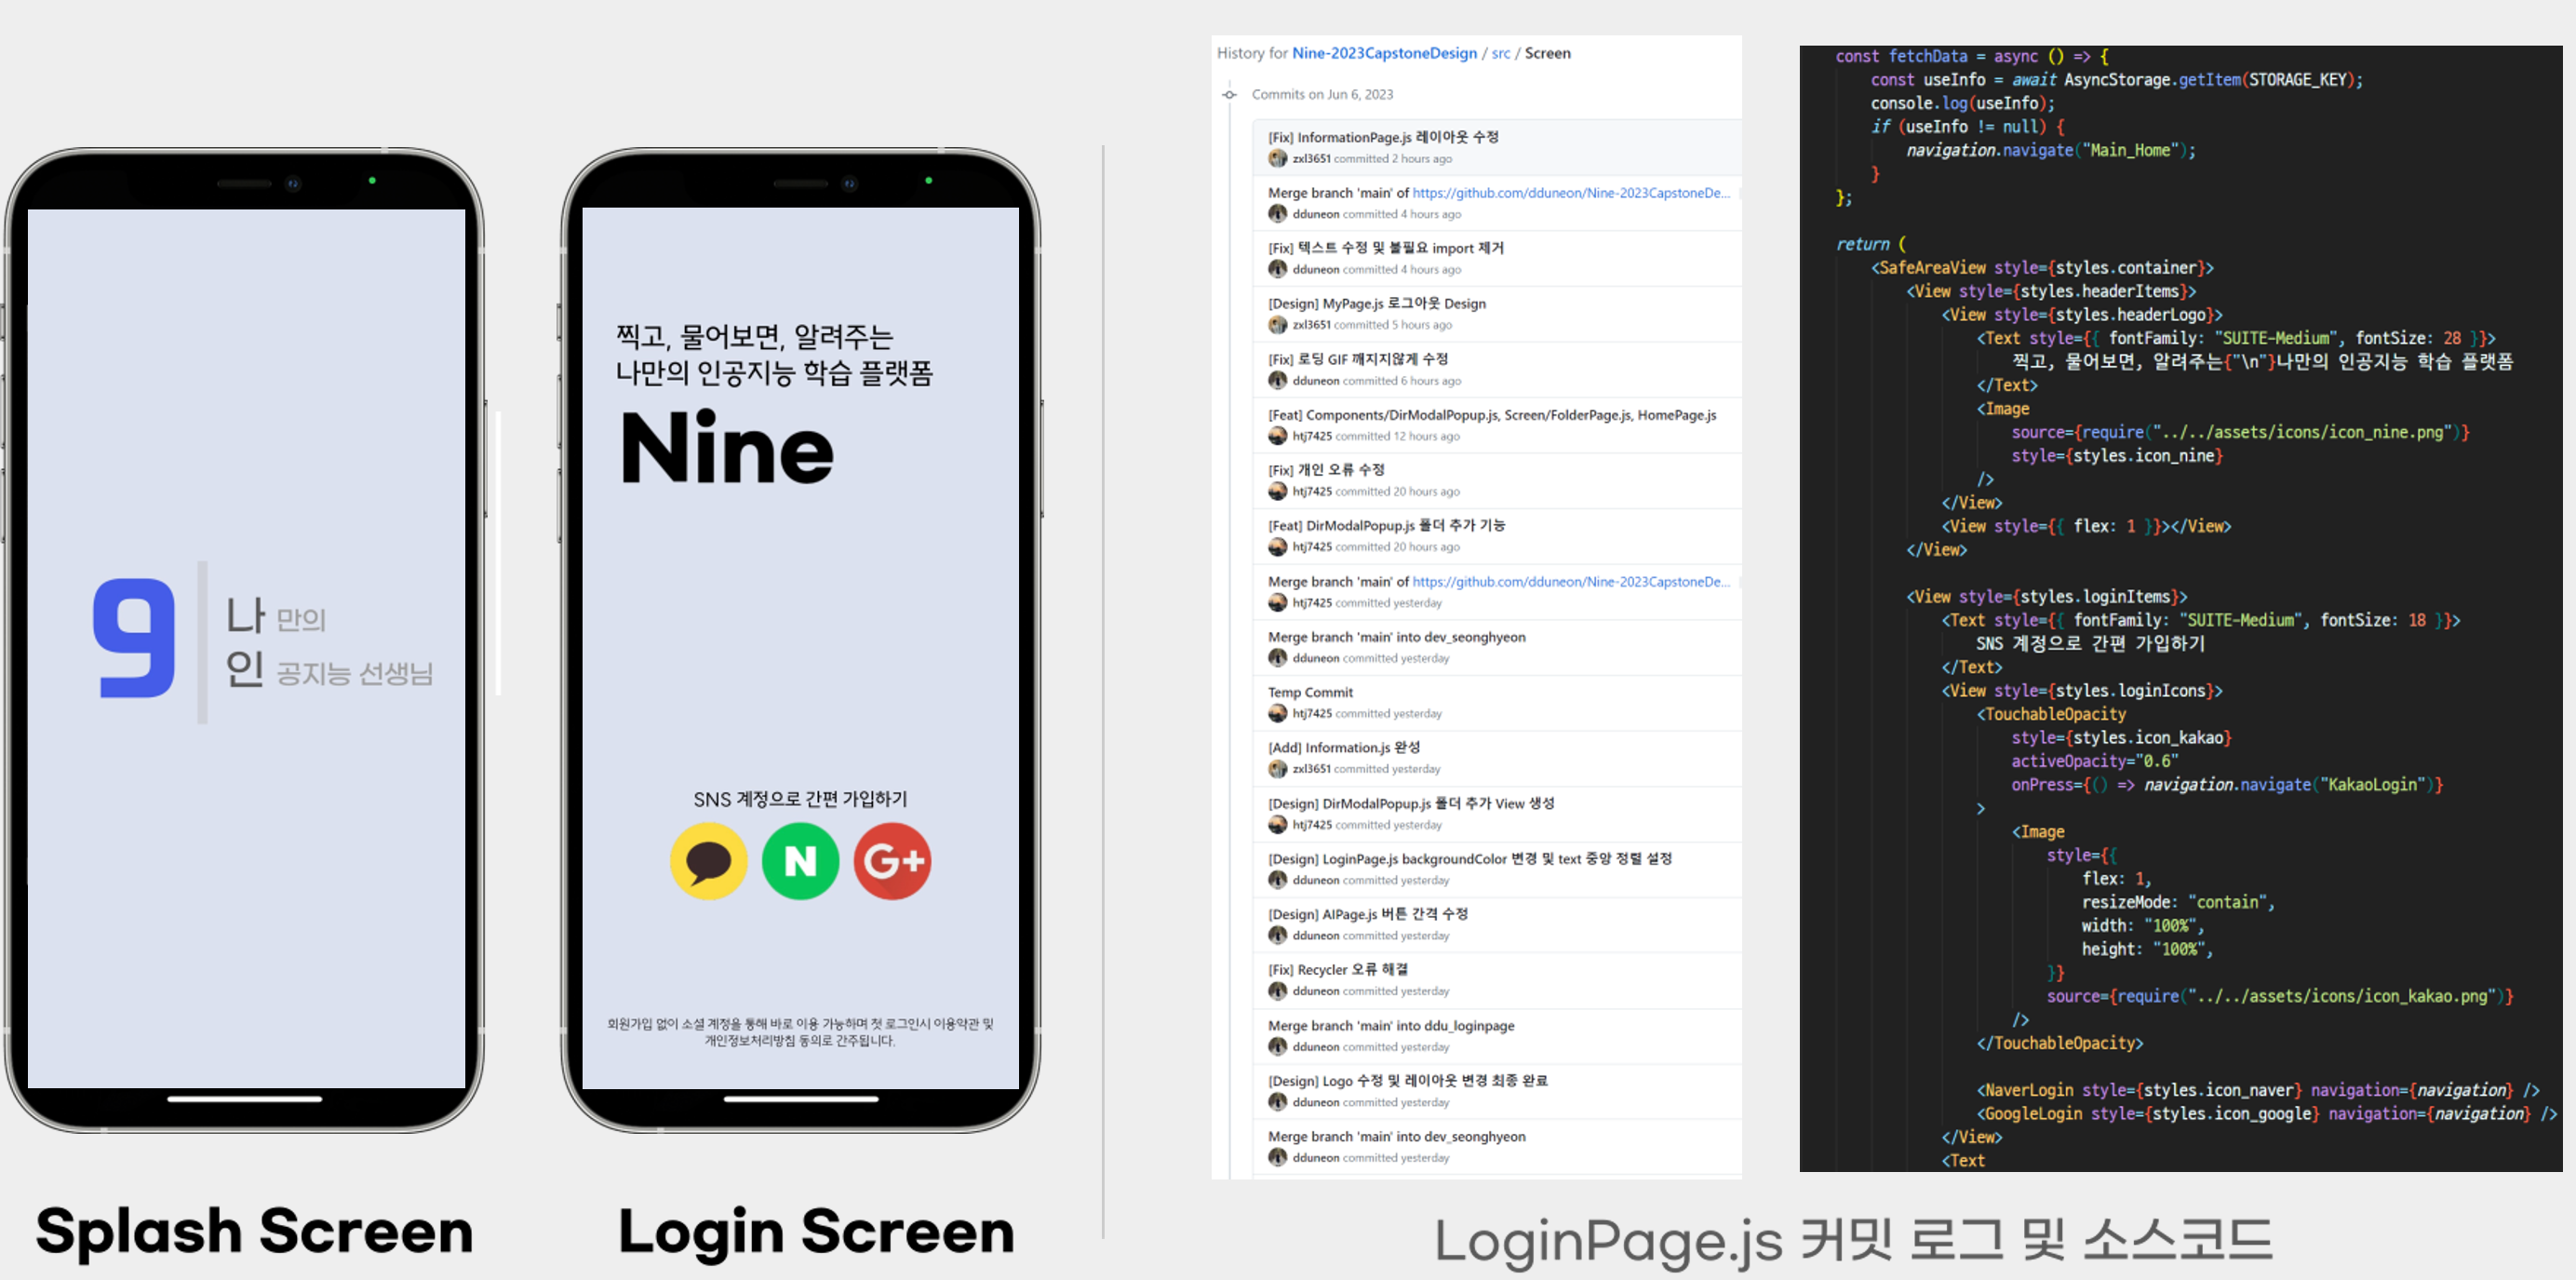 9
나 만의
인 공지능 선생님
Splash Screen
찍고, 물어보면, 알려주는
나만의 인공지능 학습 플랫폼
Nine
SNS 계정으로 간편 가입하기
N
G+
회원가입 없이 소셜 계정을 통해 바로 이용 가능하며 첫 로그인시 이용약관 및
개인정보처리방침 동의로 간주됩니다.
Login Screen
History for Nine-2023CapstoneDesign / src / Screen
Commits on Jun 6, 2023
[Fix] InformationPage.js 레이아웃 수정
zxl3651 committed 2 hours ago
Merge branch 'main' of https://github.com/dduneon/Nine-2023CapstoneDe...
dduneon committed 4 hours ago
[Fix] 텍스트 수정 및 불필요 import 제거
dduneon committed 4 hours ago
[Design] MyPage.js 로그아웃 Design
zxl3651 committed 5 hours ago
[Fix] 로딩 GIF 깨지지않게 수정
dduneon committed 6 hours ago
[Feat] Components/DirModalPopup.js, Screen/FolderPage.js, HomePage.js
htj7425 committed 12 hours ago
[Fix] 개인 오류 수정
htj7425 committed 20 hours ago
[Feat] DirModalPopup.js 폴더 추가 기능
htj7425 committed 20 hours ago
Merge branch 'main' of https://github.com/dduneon/Nine-2023CapstoneDe...
htj7425 committed yesterday
Merge branch 'main' into dev_seonghyeon
dduneon committed yesterday
Temp Commit
htj7425 committed yesterday
[Add] Information.js 완성
zxl3651 committed yesterday
[Design] DirModalPopup.js 폴더 추가 View 생성
htj7425 committed yesterday
[Design] LoginPage.js backgroundColor 변경 및 text 중앙 정렬 설정
dduneon committed yesterday
[Design] AIPage.js 버튼 간격 수정
dduneon committed yesterday
[Fix] Recycler 오류 해결
dduneon committed yesterday
Merge branch 'main' into ddu_loginpage
dduneon committed yesterday
[Design] Logo 수정 및 레이아웃 변경 최종 완료
dduneon committed yesterday
Merge branch 'main' into dev_seonghyeon
dduneon committed yesterday
const fetchData = async () => {
const useInfo = await AsyncStorage.getItem(STORAGE_KEY);
console.log(useInfo);
if (useInfo != null) {
navigation.navigate("Main_Home");
}
};
return (
<SafeAreaView style={styles.container}>
<View style={styles.headerItems}>
<View style={styles.headerLogo}>
<Text style={{ fontFamily: "SUITE-Medium", fontSize: 28 }}>
찍고, 물어보면, 알려주는{"\n"}나만의 인공지능 학습 플랫폼
</Text>
<Image
source={require("../../assets/icons/icon_nine.png")}
style={styles.icon_nine}
/>
</View>
<View style={{ flex: 1 }}></View>
</View>
<View style={styles.loginItems}>
<Text style={{ fontFamily: "SUITE-Medium", fontSize: 18 }}>
SNS 계정으로 간편 가입하기
</Text>
<View style={styles.loginIcons}>
<TouchableOpacity
style={styles.icon_kakao}
activeOpacity="0.6"
onPress={() => navigation.navigate("KakaoLogin")}
>
<Image
style={{
flex: 1,
resizeMode: "contain",
width: "100%",
height: "100%",
}}
source={require("../../assets/icons/icon_kakao.png")}
/>
</TouchableOpacity>
<NaverLogin style={styles.icon_naver} navigation={navigation} />
<GoogleLogin style={styles.icon_google} navigation={navigation} />
</View>
<Text
LoginPage.js 커밋 로그 및 소스코드